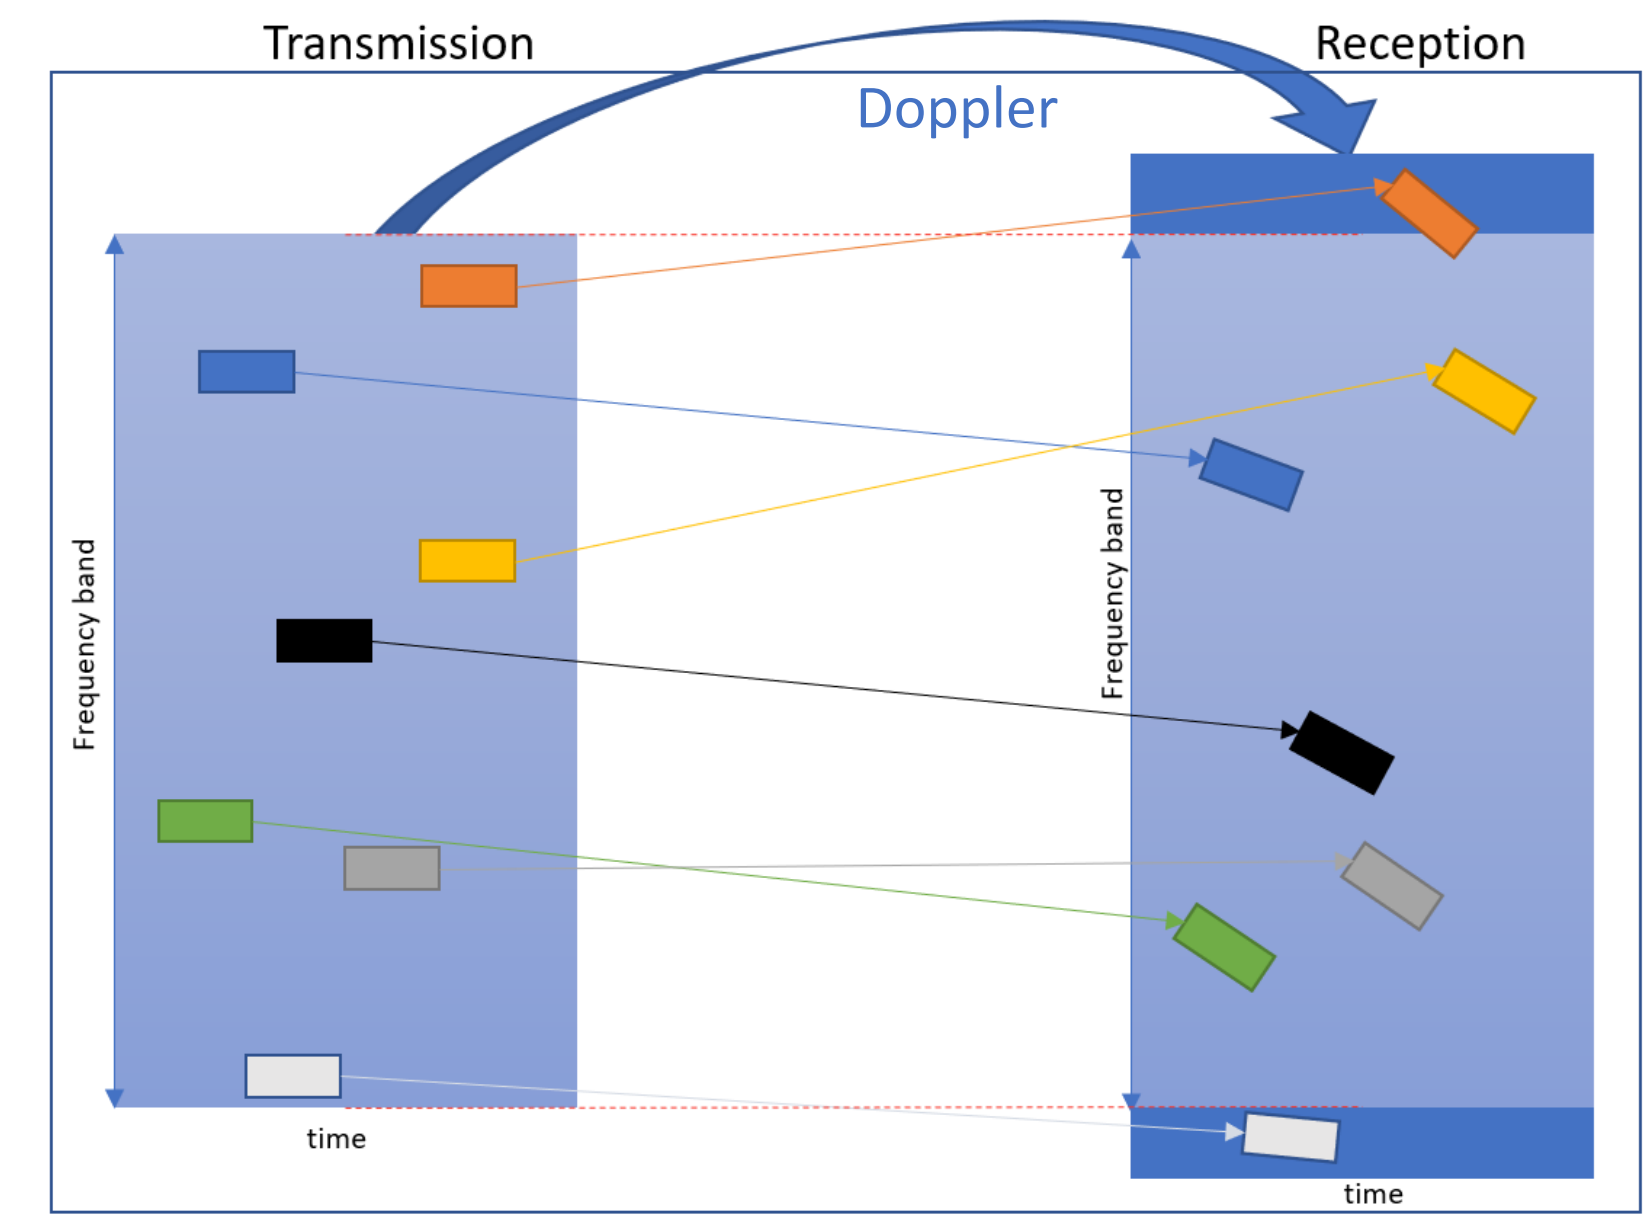 Transmission
Reception
Doppler
Frequency band
Frequency band
time
time